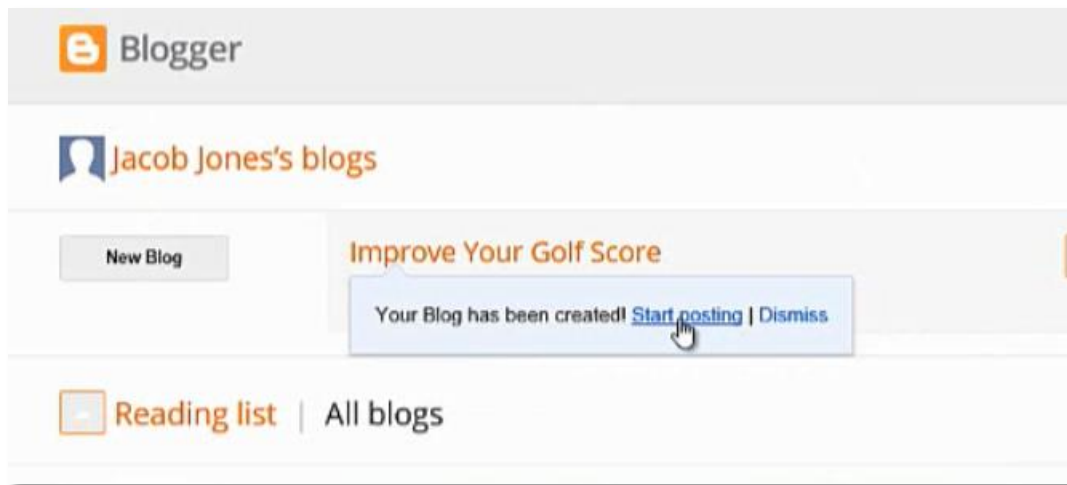 Blogger
Jacob Jones's blogs
New Blog
Improve Your Golf Score
Your Blog has been created! Start posting | Dismiss
Reading list | All blogs